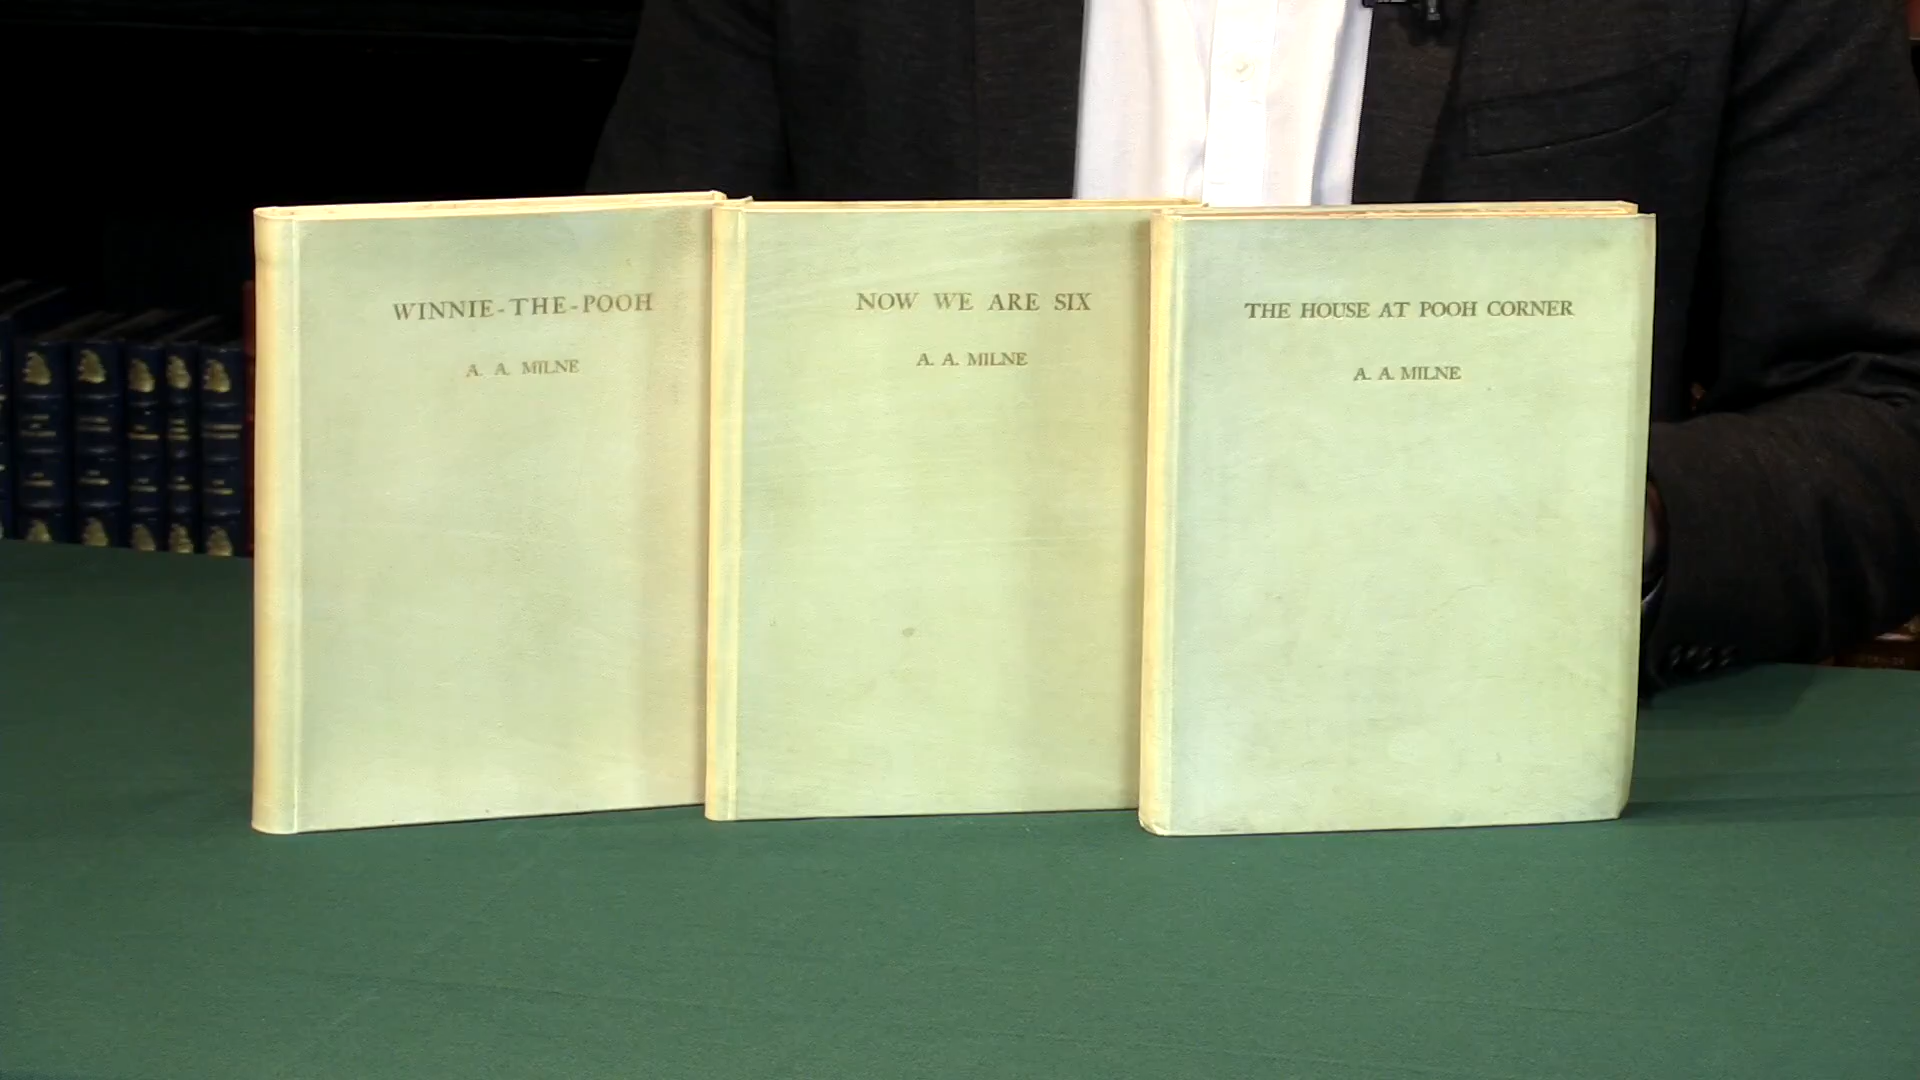 WINNIE-THE-POOH
A. A. MILNE
NOW WE ARE SIX
A. A. MILNE
THE HOUSE AT POOH CORNER
A. A. MILNE